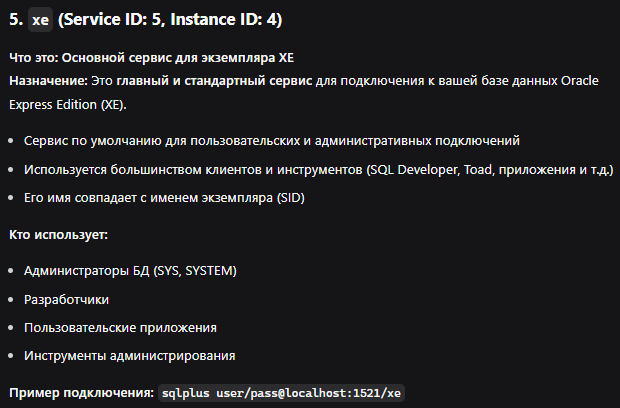 5. xe (Service ID: 5, Instance ID: 4)
Что это: Основной сервис для экземпляра XE
Назначение: Это главный и стандартный сервис для подключения к вашей базе данных Oracle
Express Edition (XE).
• Сервис по умолчанию для пользовательских и административных подключений
• Используется большинством клиентов и инструментов (SQL Developer, Toad, приложения и т.д.)
• Его имя совпадает с именем экземпляра (SID)
Кто использует:
• Администраторы БД (SYS, SYSTEM)
• Разработчики
• Пользовательские приложения
• Инструменты администрирования
Пример подключения: sqlplus user/pass@localhost:1521/xe